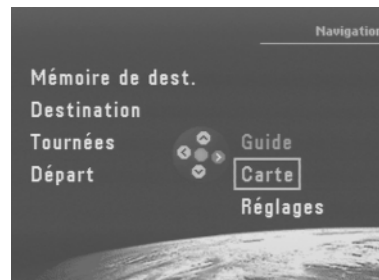 Navigation
Mémoire de dest.
Destination
Tournées
Guide
Départ
Carte
Réglages